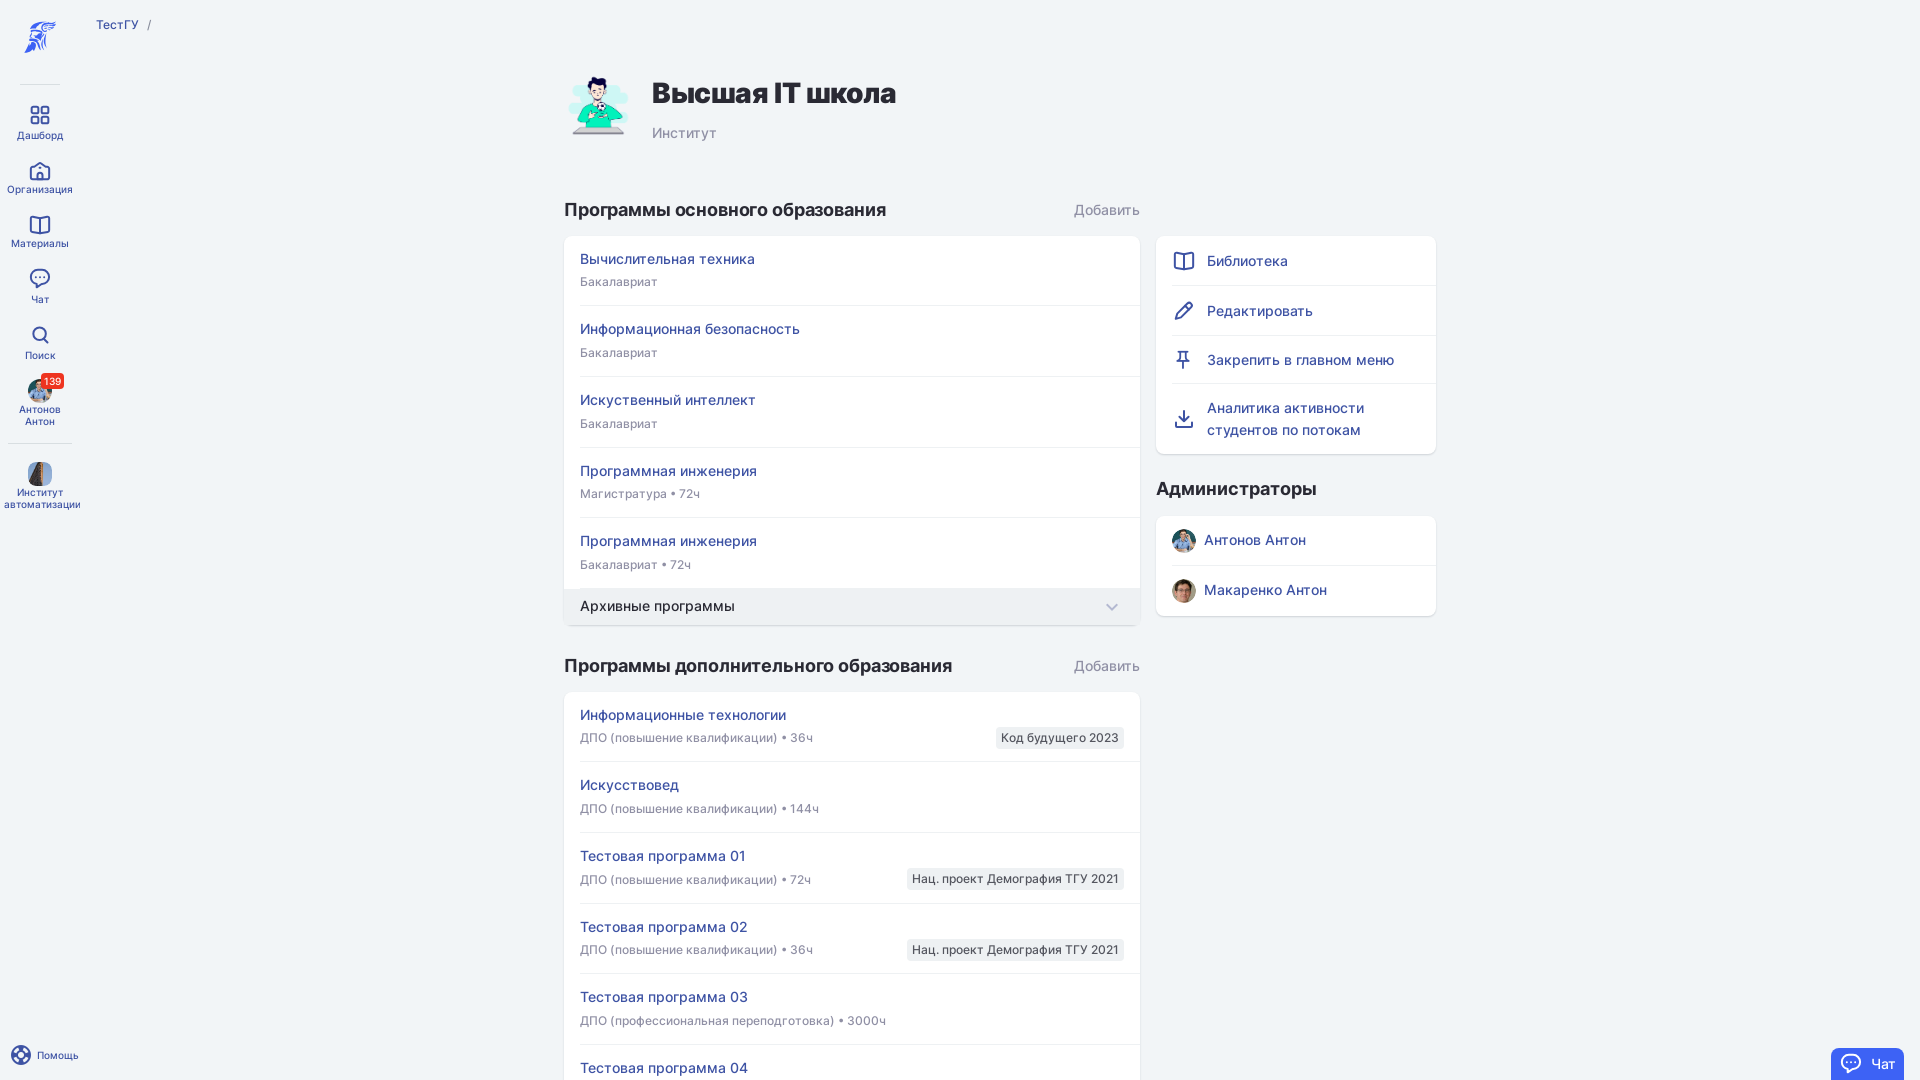 ТестГУ /
Дашборд
Организация
Материалы
Чат
Поиск
139
Антонов
Антон
Институт
автоматизации
Помощь
Высшая IT школа
Институт
Программы основного образования
Добавить
Вычислительная техника
Бакалавриат
Информационная безопасность
Бакалавриат
Искуственный интеллект
Бакалавриат
Программная инженерия
Магистратура • 72ч
Программная инженерия
Бакалавриат • 72ч
Архивные программы
Программы дополнительного образования
Добавить
Информационные технологии
ДПО (повышение квалификации) • 36ч
Код будущего 2023
Искусствовед
ДПО (повышение квалификации) • 144ч
Тестовая программа 01
ДПО (повышение квалификации) • 72ч
Нац. проект Демография ТГУ 2021
Тестовая программа 02
ДПО (повышение квалификации) • 36ч
Нац. проект Демография ТГУ 2021
Тестовая программа 03
ДПО (профессиональная переподготовка) • 3000ч
Тестовая программа 04
Библиотека
Редактировать
Закрепить в главном меню
Аналитика активности
студентов по потокам
Администраторы
Антонов Антон
Макаренко Антон
Чат